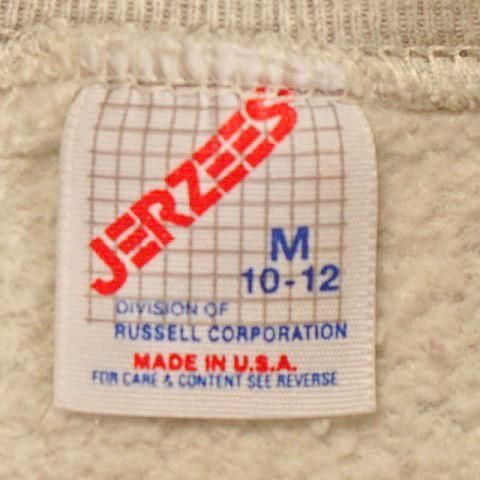 JERZEES
M
10-12
DIVISION OF
RUSSELL CORPORATION
MADE IN U.S.A.
FOR CARE & CONTENT SEE REVERSE